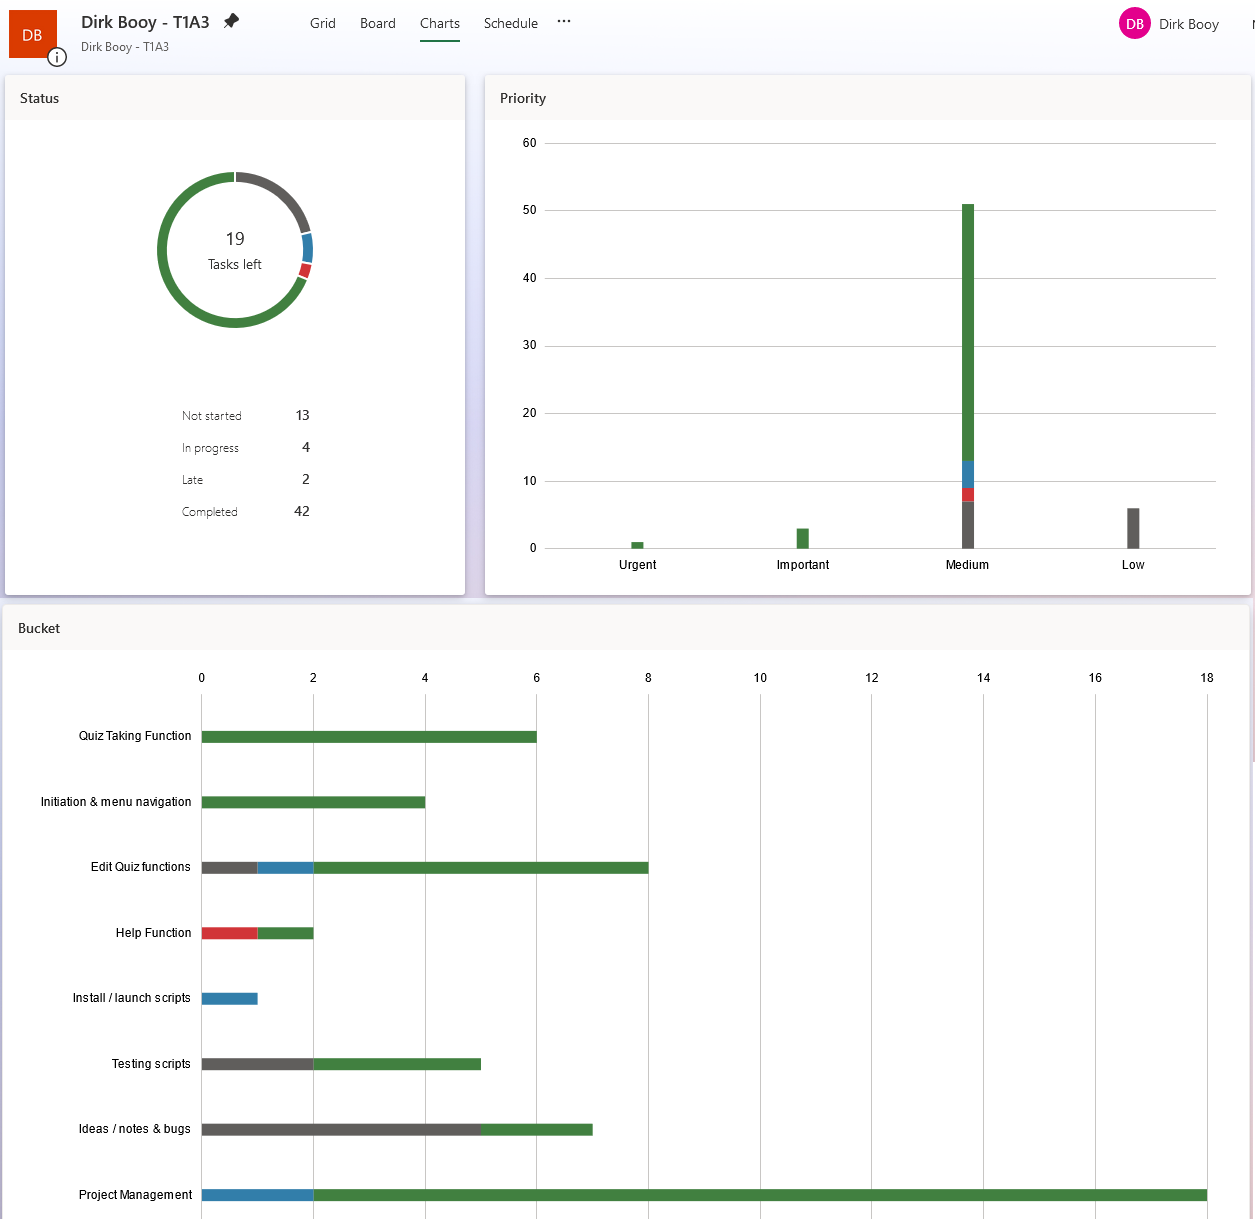 DB
Dirk Booy - T1A3
Dirk Booy - T1A3
Grid Board Charts Schedule ...
DB Dirk Booy
Status
19
Tasks left
Not started 13
In progress 4
Late 2
Completed 42
Priority
60
50
40
30
20
10
0
Urgent Important Medium Low
Bucket
0 2 4 6 8 10 12 14 16 18
Quiz Taking Function
Initiation & menu navigation
Edit Quiz functions
Help Function
Install / launch scripts
Testing scripts
Ideas / notes & bugs
Project Management